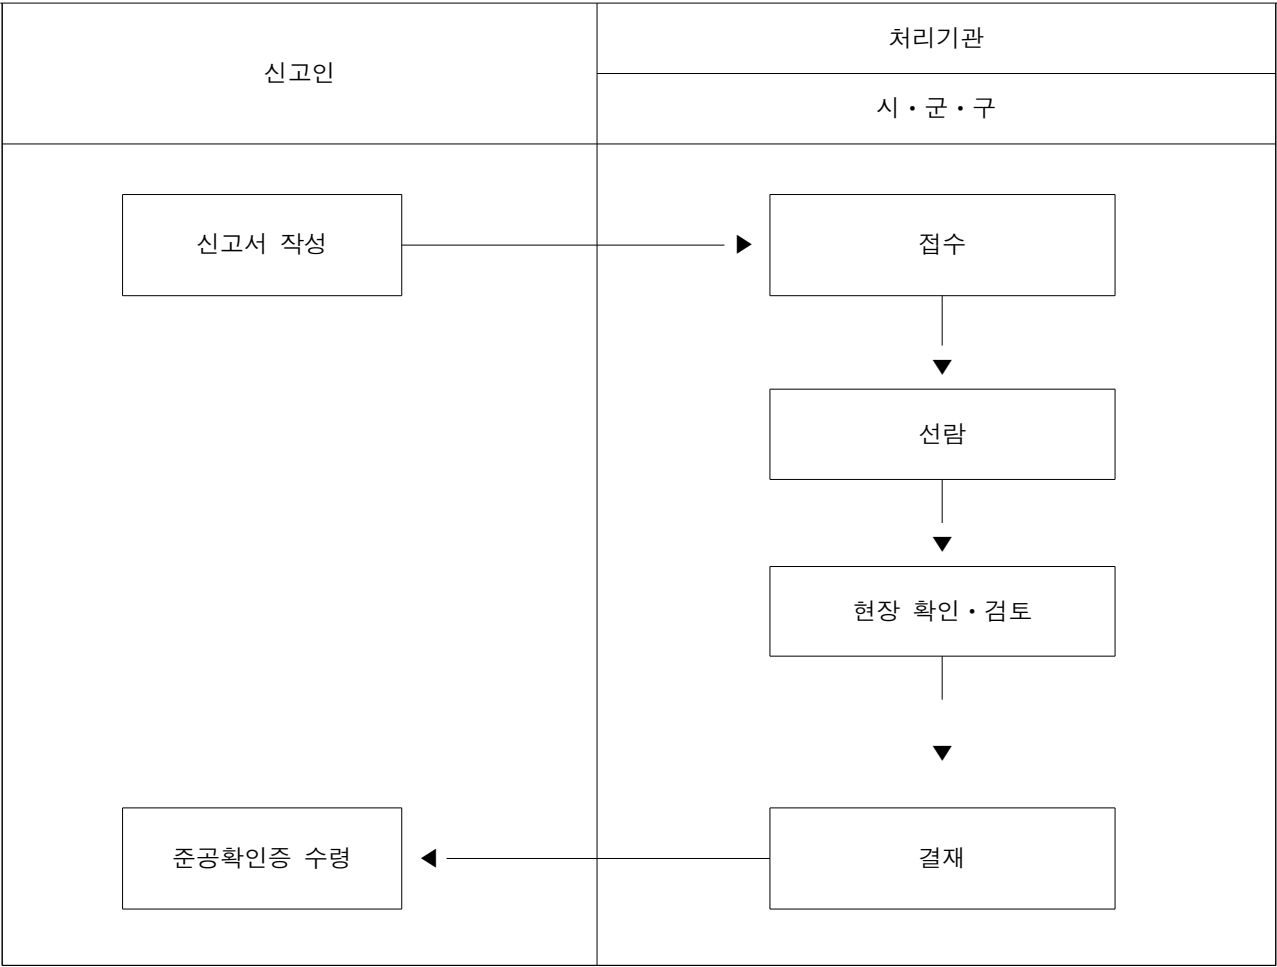 신고인
처리기관
시・군・구
신고서 작성
접수
선람
현장 확인・검토
준공확인증 수령
결재